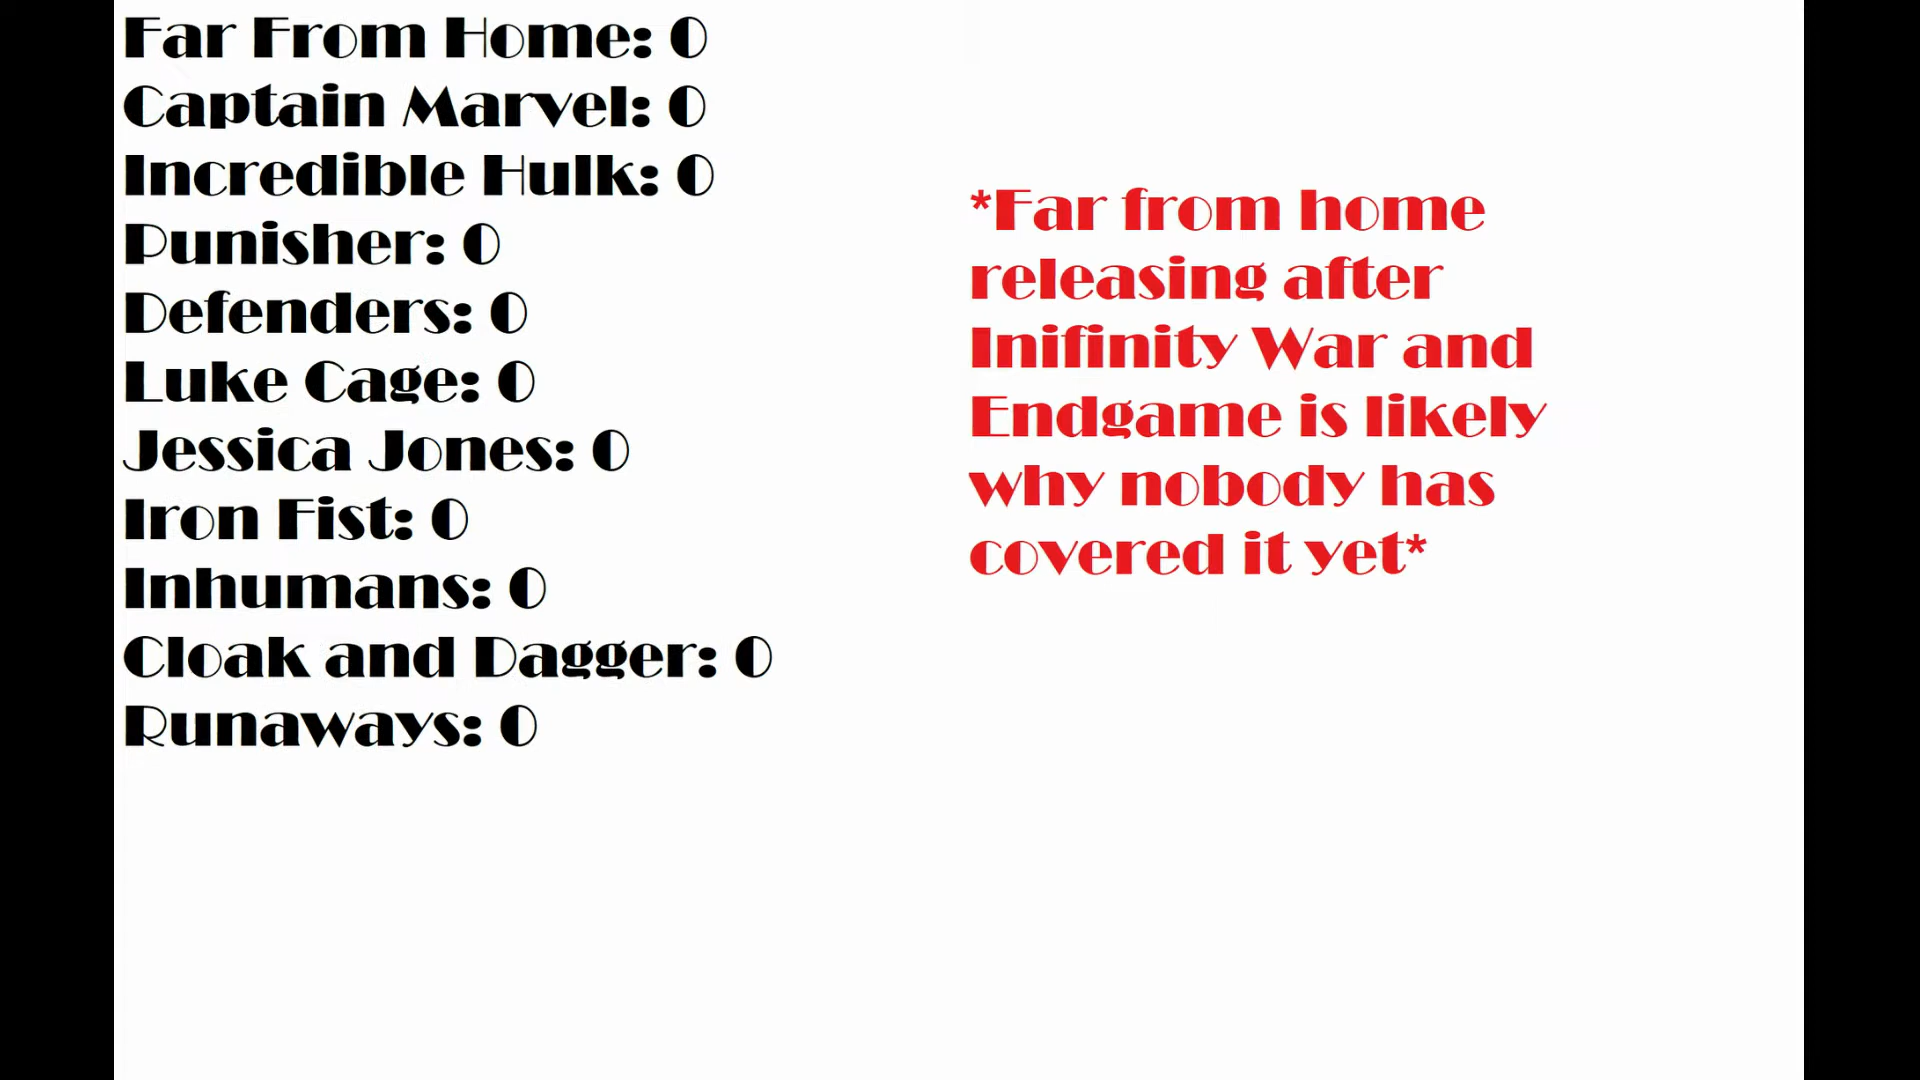 Far From Home: 0
Captain Marvel: 0
Incredible Hulk: 0
Punisher: 0
Defenders: 0
Luke Cage: 0
Jessica Jones: 0
Iron Fist: 0
Inhumans: 0
Cloak and Dagger: 0
Runaways: 0
*Far from home
releasing after
Inifinity War and
Endgame is likely
why nobody has
covered it yet*